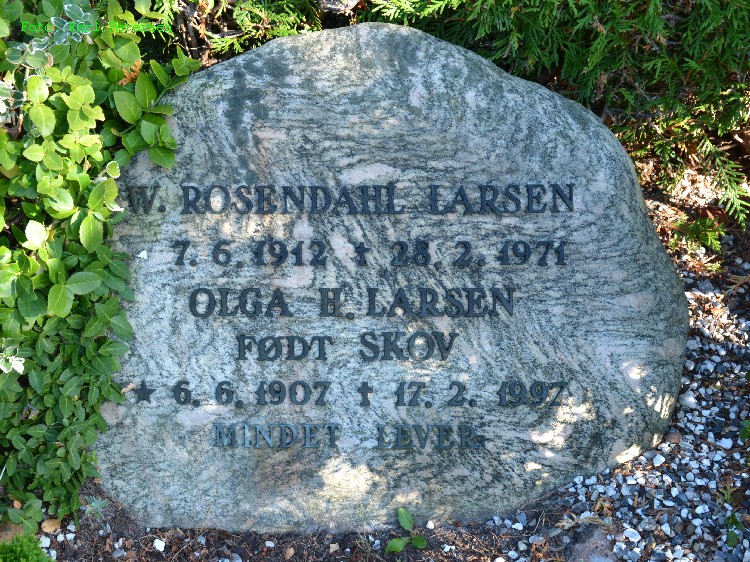 W. ROSENDAHL LARSEN
7. 6. 1912 ✝ 28. 2. 1971
OLGA H. LARSEN
FØDT SKOV
★ 6. 6. 1907 ✝ 17. 2. 1997
MINDET LEVER